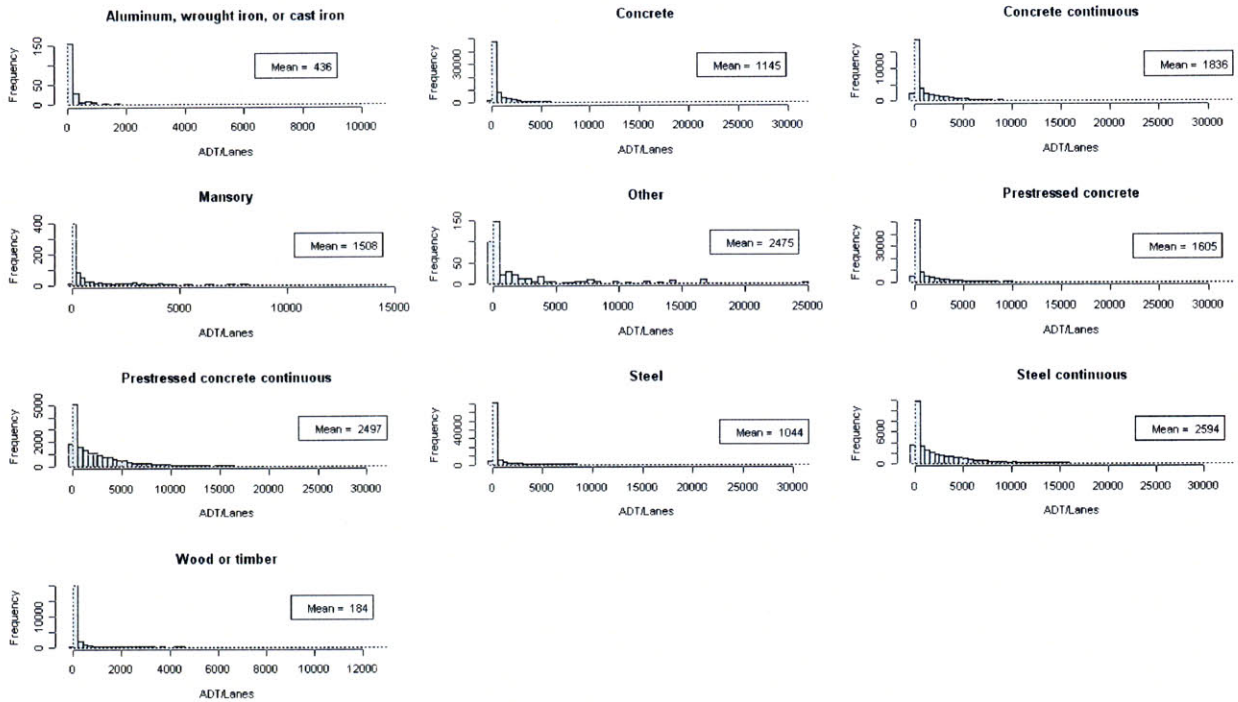 Aluminum, wrought iron, or cast iron
Frequency
0 50 150
Mean = 436
0 2000 4000 6000 8000 10000
ADT/Lanes
Concrete
Frequency
0 30000
Mean = 1145
0 5000 10000 15000 20000 25000 30000
ADT/Lanes
Concrete continuous
Frequency
0 10000
Mean = 1836
0 5000 10000 15000 20000 25000 30000
ADT/Lanes
Mansory
Frequency
0 200 400
Mean = 1508
0 5000 10000 15000
ADT/Lanes
Other
Frequency
0 50 150
Mean = 2475
0 5000 10000 15000 20000 25000
ADT/Lanes
Prestressed concrete
Frequency
0 30000
Mean = 1605
0 5000 10000 15000 20000 25000 30000
ADT/Lanes
Prestressed concrete continuous
Frequency
0 2000 5000
Mean = 2497
0 5000 10000 15000 20000 25000 30000
ADT/Lanes
Steel
Frequency
0 40000
Mean = 1044
0 5000 10000 15000 20000 25000 30000
ADT/Lanes
Steel continuous
Frequency
0 6000
Mean = 2594
0 5000 10000 15000 20000 25000 30000
ADT/Lanes
Wood or timber
Frequency
0 10000
Mean = 184
0 2000 4000 6000 8000 10000 12000
ADT/Lanes